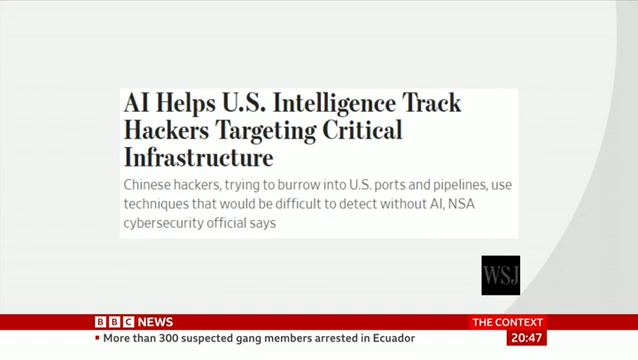 AI Helps U.S. Intelligence Track
Hackers Targeting Critical
Infrastructure
Chinese hackers, trying to burrow into U.S. ports and pipelines, use
techniques that would be difficult to detect without AI, NSA
cybersecurity official says
WSJ
BBC NEWS
THE CONTEXT
• More than 300 suspected gang members arrested in Ecuador
20:47